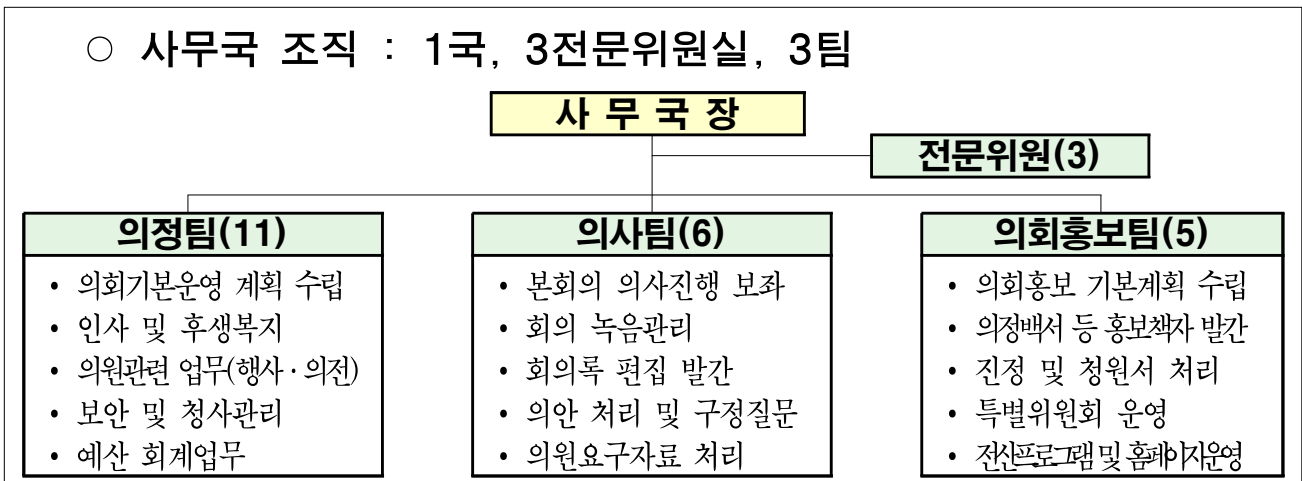 ○ 사무국 조직 : 1국, 3전문위원실, 3팀
사 무 국 장
전문위원(3)
의정팀(11)
• 의회기본운영 계획 수립
• 인사 및 후생복지
• 의원관련 업무(행사·의전)
• 보안 및 청사관리
• 예산 회계업무
의사팀(6)
• 본회의 의사진행 보좌
• 회의 녹음관리
• 회의록 편집 발간
• 의안 처리 및 구정질문
• 의원요구자료 처리
의회홍보팀(5)
• 의회홍보 기본계획 수립
• 의정백서 등 홍보책자 발간
• 진정 및 청원서 처리
• 특별위원회 운영
• 전산프로그램 및 홈페이지운영